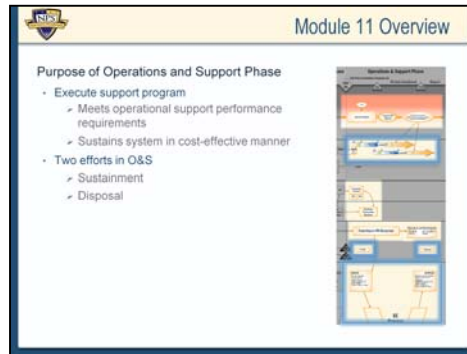 NPS
Module 11 Overview
Purpose of Operations and Support Phase
Execute support program
Meets operational support performance
requirements
Sustains system in cost-effective manner
Two efforts in O&S
Sustainment
Disposal
Operations & Support Phase